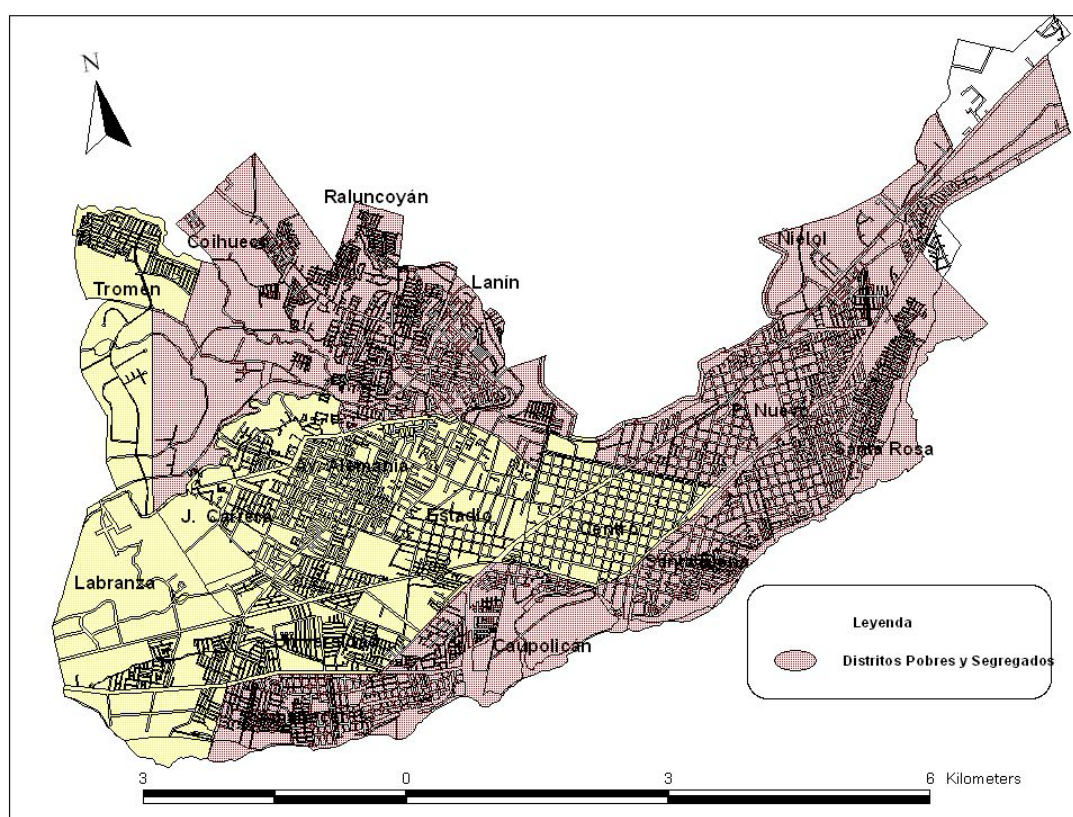 N
Raluncoyán
Coihueco
Ñielol
Lanín
Tromen
P. Nuevo
Santa Rosa
Av. Alemania
J. Carrera
Estadio
Centro
Santa Elena
Labranza
Leyenda
Caupolicán
Distritos Pobres y Segregados
3 0 3 6 Kilometers